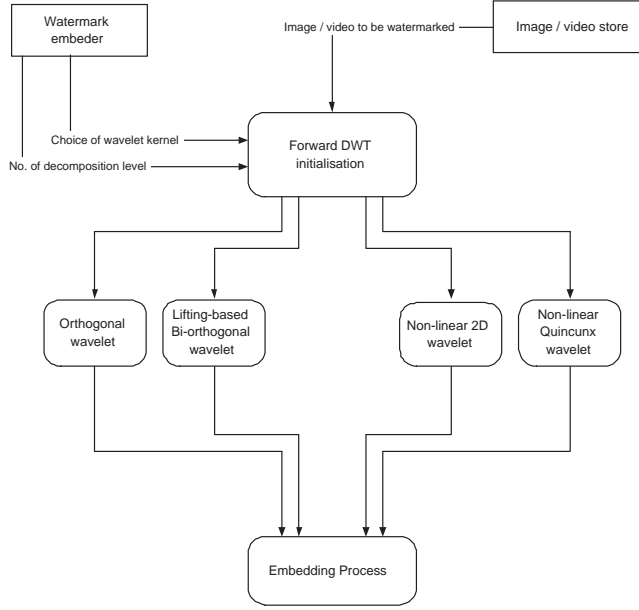 Watermark
embeder
Image / video to be watermarked
Image / video store
Choice of wavelet kernel
No. of decomposition level
Forward DWT
initialisation
Orthogonal
wavelet
Lifting-based
Bi-orthogonal
wavelet
Non-linear 2D
wavelet
Non-linear
Quincunx
wavelet
Embedding Process